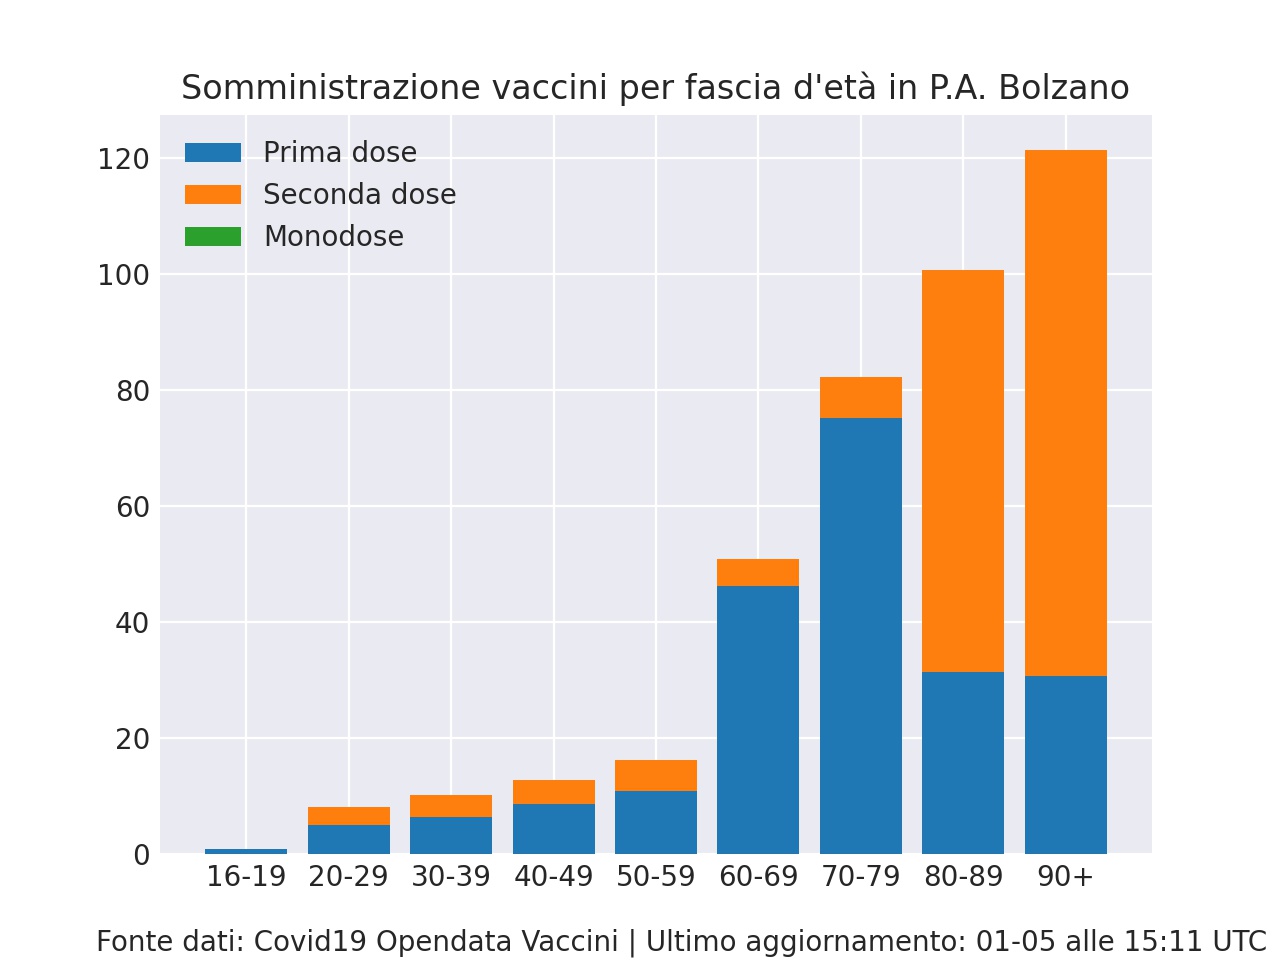 Somministrazione vaccini per fascia d'età in P.A. Bolzano
Prima dose
Seconda dose
Monodose
120
100
80
60
40
20
0
16-19 20-29 30-39 40-49 50-59 60-69 70-79 80-89 90+
Fonte dati: Covid19 Opendata Vaccini | Ultimo aggiornamento: 01-05 alle 15:11 UTC